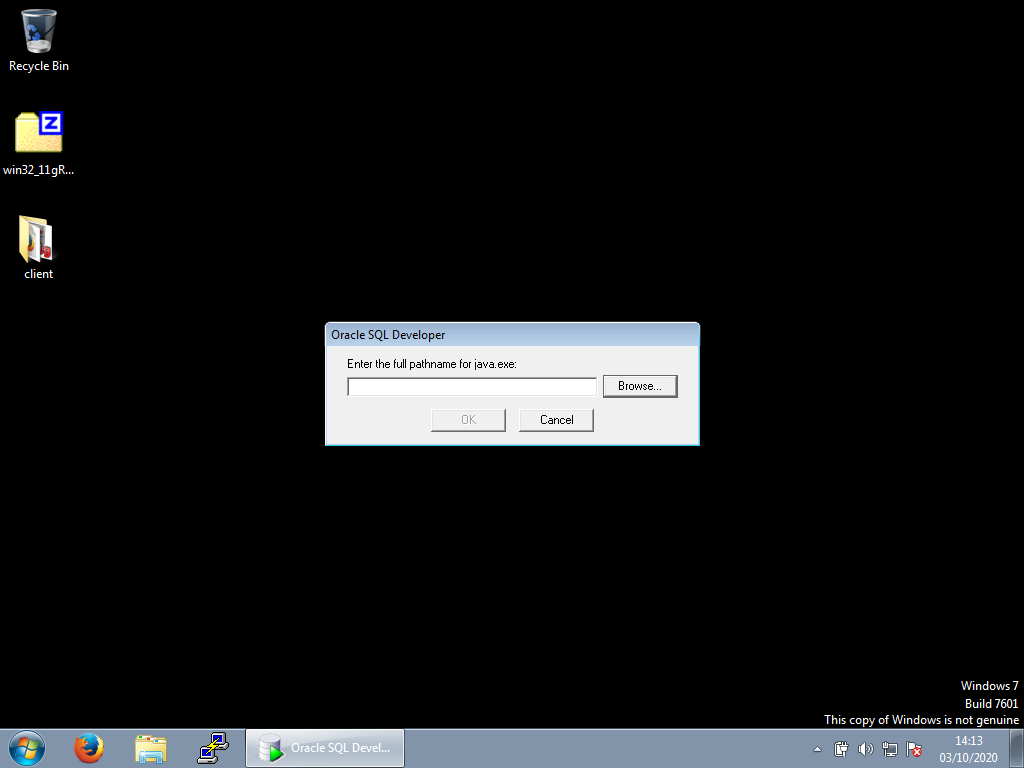 Recycle Bin
win32_11gR...
client
Oracle SQL Developer
Enter the full pathname for java.exe:
Browse...
OK
Cancel
Windows 7
Build 7601
This copy of Windows is not genuine
Oracle SQL Devel...
14:13
03/10/2020